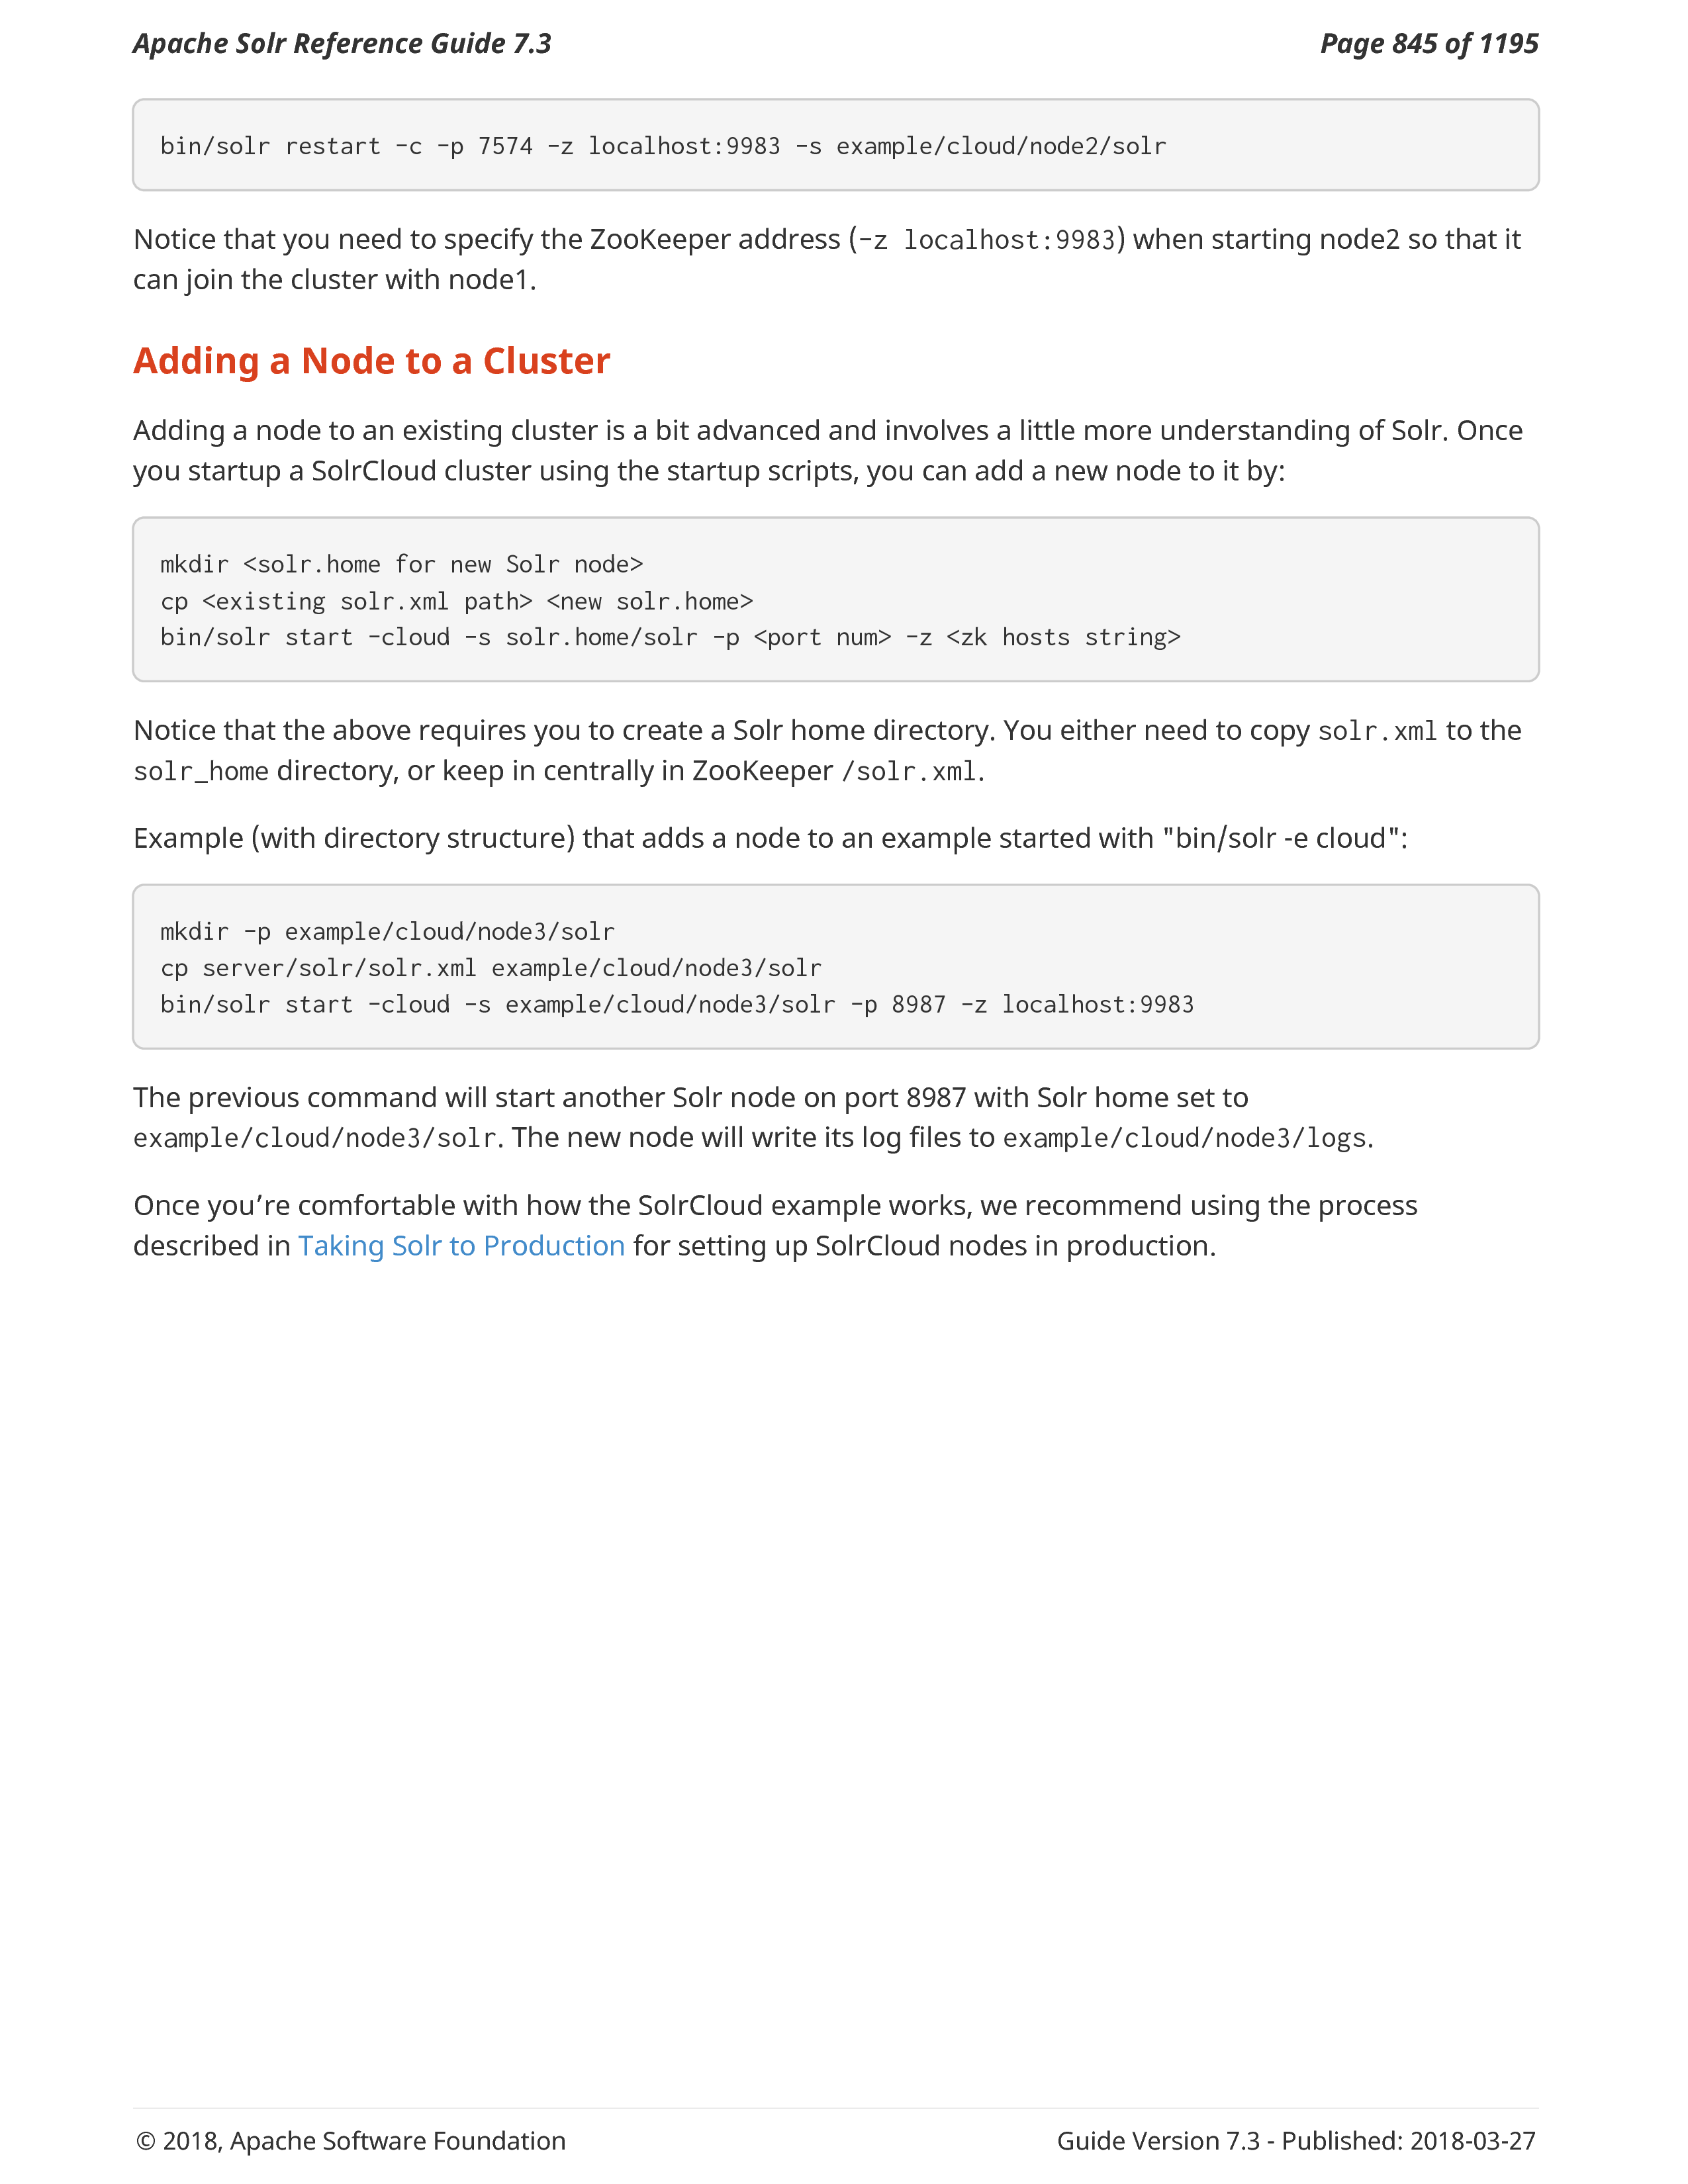 Apache Solr Reference Guide 7.3 Page 845 of 1195
bin/solr restart -c -p 7574 -z localhost:9983 -s example/cloud/node2/solr
Notice that you need to specify the ZooKeeper address (-z localhost:9983) when starting node2 so that it
can join the cluster with node1.
Adding a Node to a Cluster
Adding a node to an existing cluster is a bit advanced and involves a little more understanding of Solr. Once
you startup a SolrCloud cluster using the startup scripts, you can add a new node to it by:
mkdir <solr.home for new Solr node>
cp <existing solr.xml path> <new solr.home>
bin/solr start -cloud -s solr.home/solr -p <port num> -z <zk hosts string>
Notice that the above requires you to create a Solr home directory. You either need to copy solr.xml to the
solr_home directory, or keep in centrally in ZooKeeper /solr.xml.
Example (with directory structure) that adds a node to an example started with "bin/solr -e cloud":
mkdir -p example/cloud/node3/solr
cp server/solr/solr.xml example/cloud/node3/solr
bin/solr start -cloud -s example/cloud/node3/solr -p 8987 -z localhost:9983
The previous command will start another Solr node on port 8987 with Solr home set to
example/cloud/node3/solr. The new node will write its log files to example/cloud/node3/logs.
Once you’re comfortable with how the SolrCloud example works, we recommend using the process
described in Taking Solr to Production for setting up SolrCloud nodes in production.
© 2018, Apache Software Foundation Guide Version 7.3 - Published: 2018-03-27